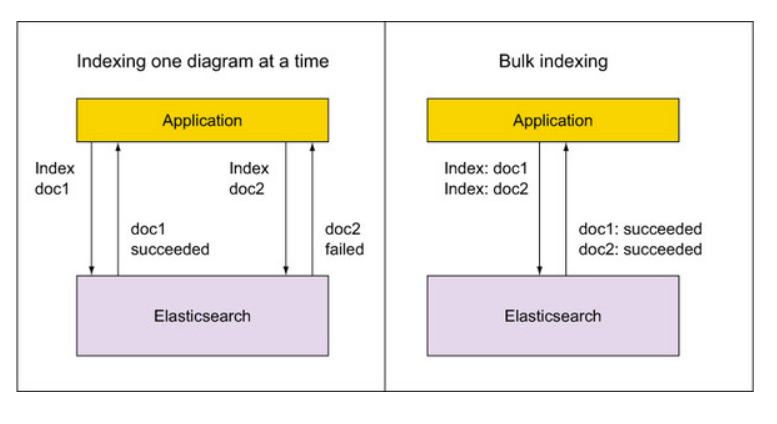 Indexing one diagram at a time
Application
Index
doc1
Index
doc2
doc1
succeeded
doc2
failed
Elasticsearch
Bulk indexing
Application
Index: doc1
Index: doc2
doc1: succeeded
doc2: succeeded
Elasticsearch